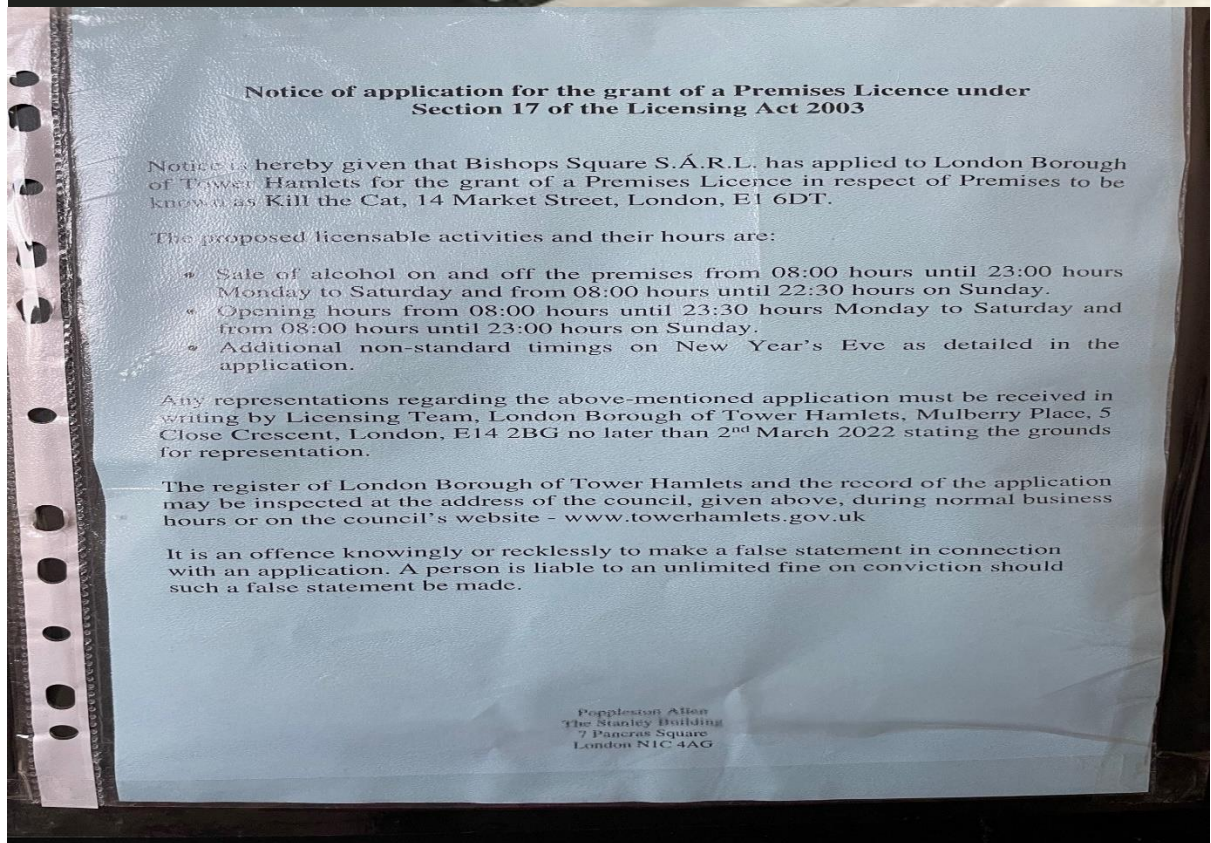 Notice of application for the grant of a Premises Licence under
Section 17 of the Licensing Act 2003
Notice is hereby given that Bishops Square S.Á.R.L. has applied to London Borough
of Tower Hamlets for the grant of a Premises Licence in respect of Premises to be
known as Kill the Cat, 14 Market Street, London, E1 6DT.
The proposed licensable activities and their hours are:
• Sale of alcohol on and off the premises from 08:00 hours until 23:00 hours
Monday to Saturday and from 08:00 hours until 22:30 hours on Sunday.
• Opening hours from 08:00 hours until 23:30 hours Monday to Saturday and
from 08:00 hours until 23:00 hours on Sunday.
• Additional non-standard timings on New Year's Eve as detailed in the
application.
Any representations regarding the above-mentioned application must be received in
writing by Licensing Team, London Borough of Tower Hamlets, Mulberry Place, 5
Close Crescent, London, E14 2BG no later than 2nd March 2022 stating the grounds
for representation.
The register of London Borough of Tower Hamlets and the record of the application
may be inspected at the address of the council, given above, during normal business
hours or on the council's website - www.towerhamlets.gov.uk
It is an offence knowingly or recklessly to make a false statement in connection
with an application. A person is liable to an unlimited fine on conviction should
such a false statement be made.
Poppleston Allen
The Stanley Building
7 Pancras Square
London N1C 4AG